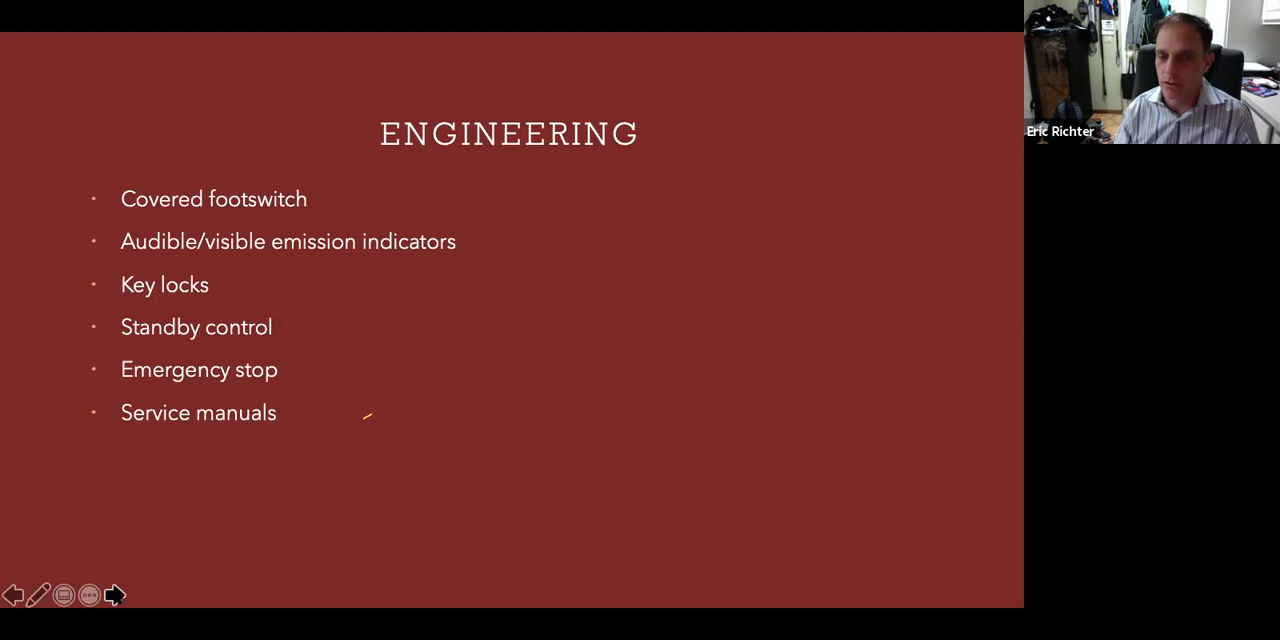 ENGINEERING
Covered footswitch
Audible/visible emission indicators
Key locks
Standby control
Emergency stop
Service manuals
Eric Richter